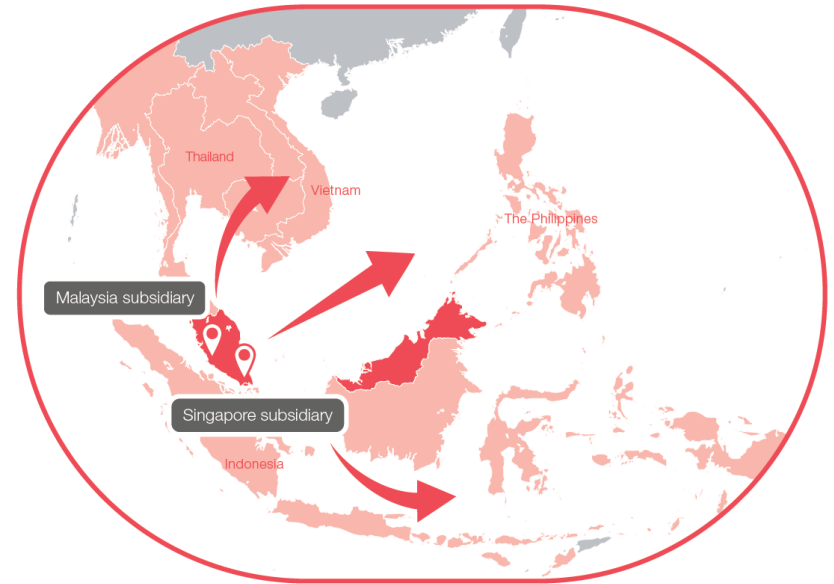 Thailand
Vietnam
The Philippines
Malaysia subsidiary
Singapore subsidiary
Indonesia